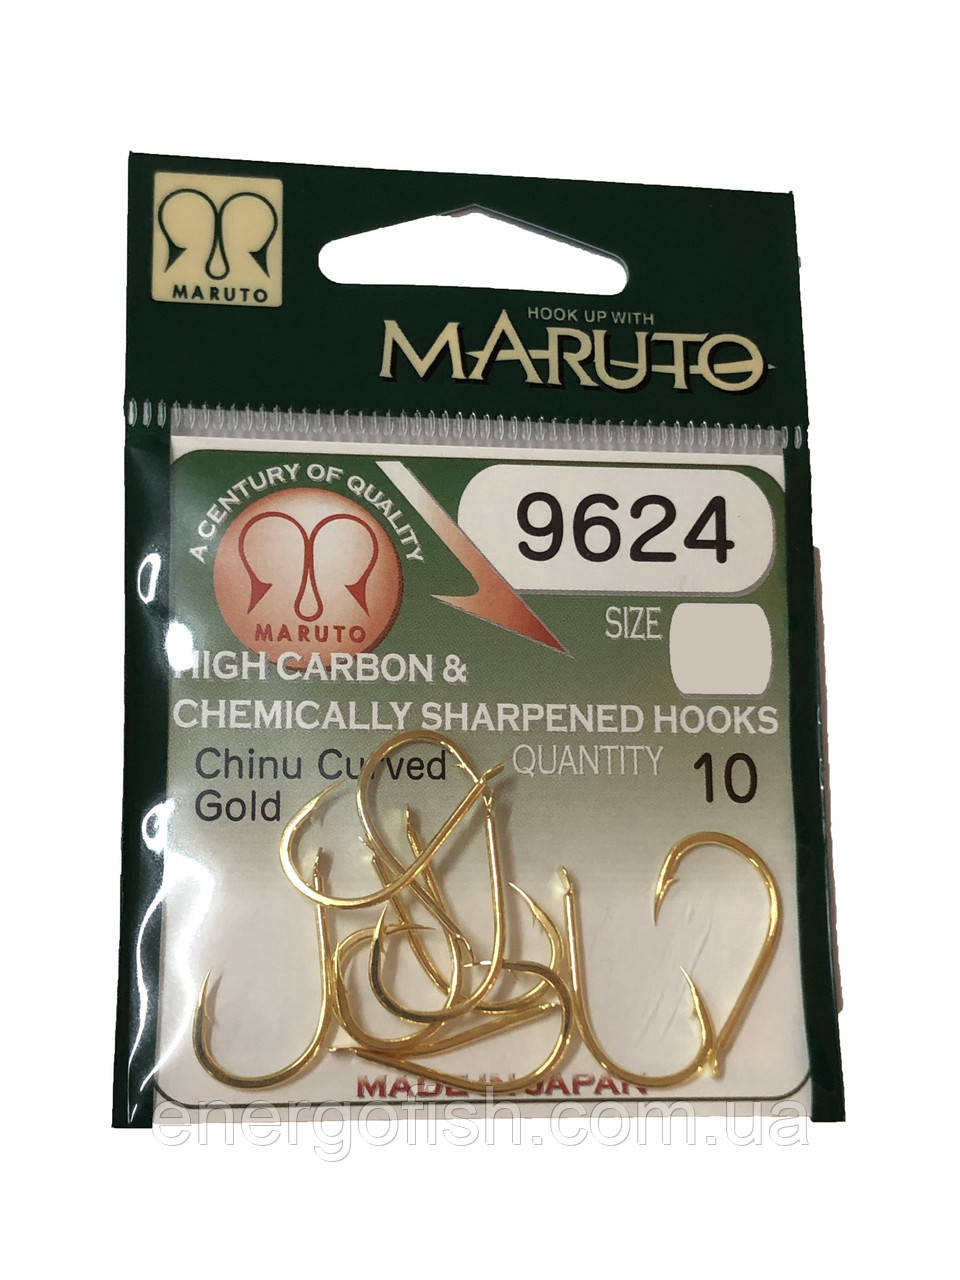 MARUTO
HOOK UP WITH
MARUTO
A CENTURY OF QUALITY
MARUTO
9624
SIZE
HIGH CARBON &
CHEMICALLY SHARPENED HOOKS
Chinu Curved
Gold
QUANTITY 10
MADE IN JAPAN
energofish.com.ua